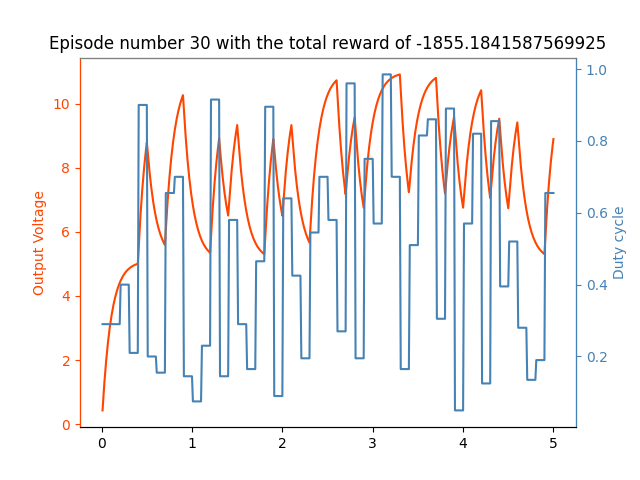 Episode number 30 with the total reward of -1855.1841587569925
Output Voltage
10
8
6
4
2
0
1.0
0.8
0.6
0.4
0.2
Duty cycle
0 1 2 3 4 5